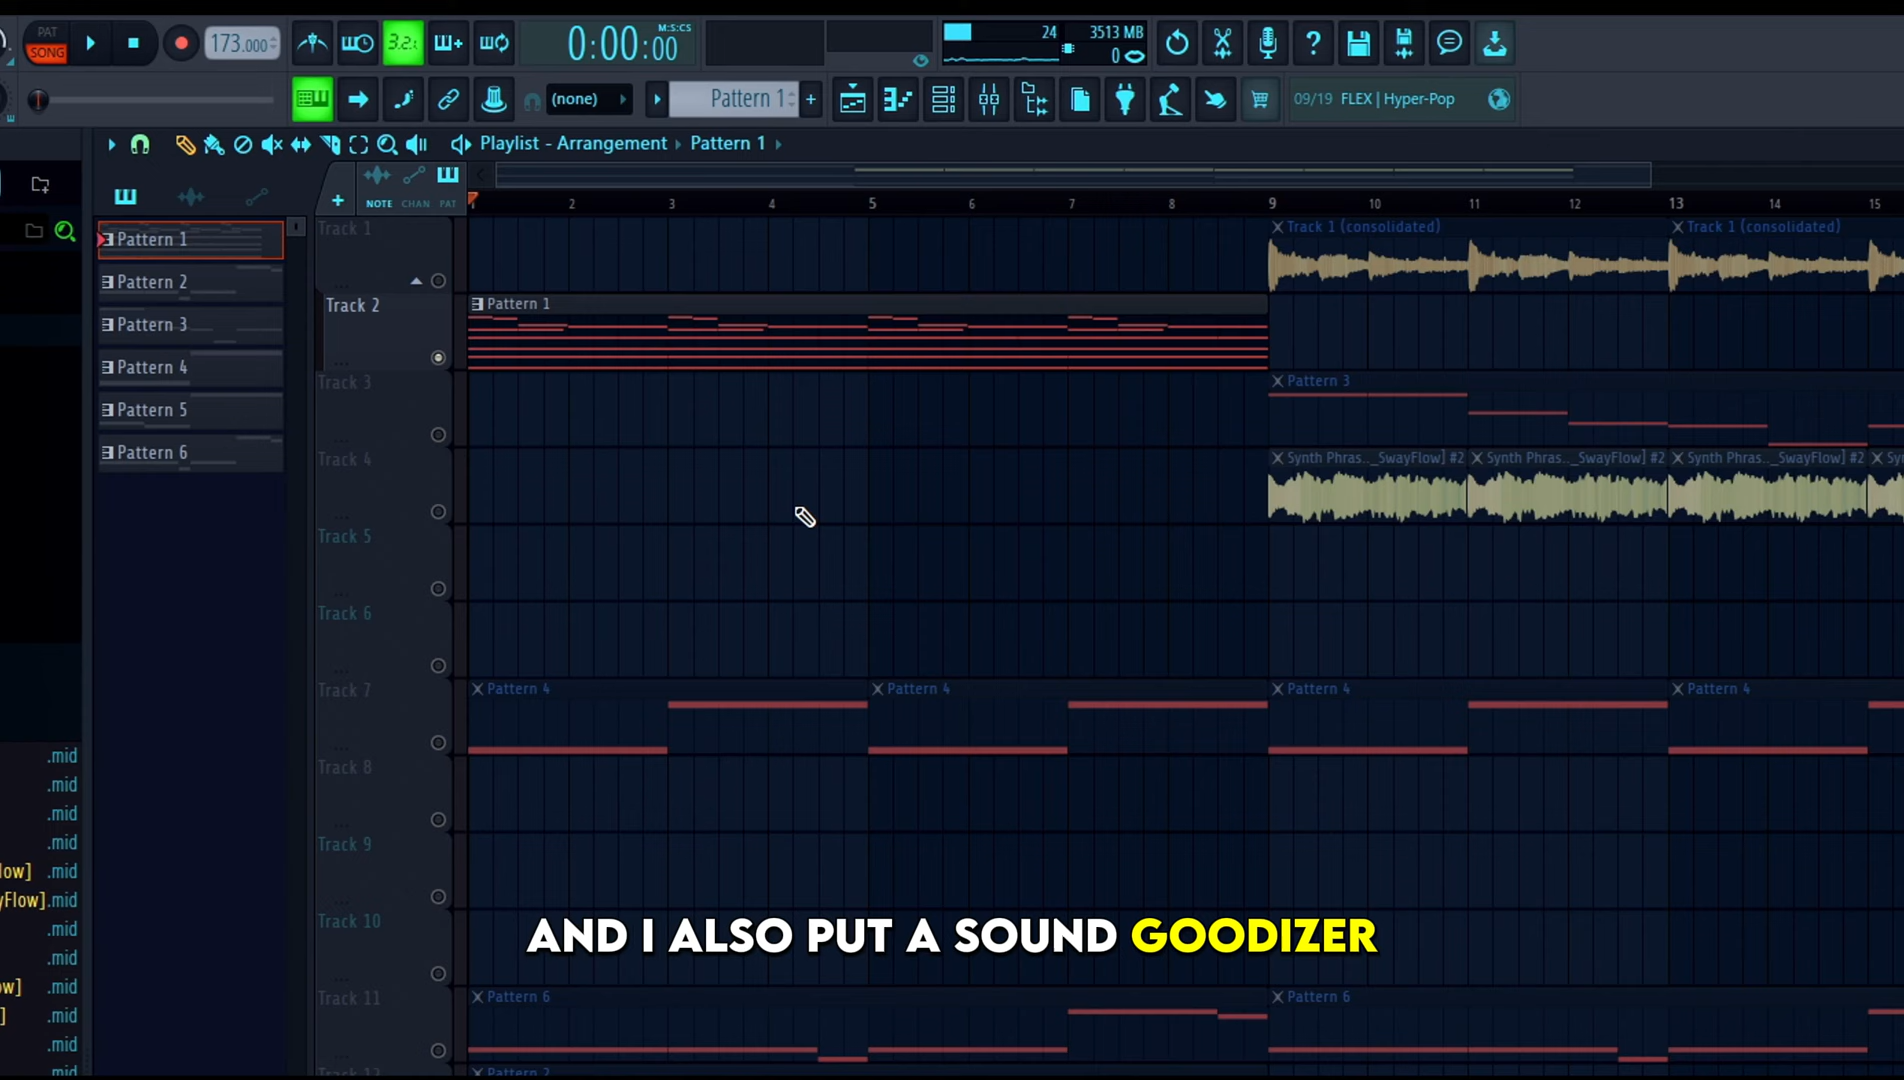 PAT
SONG
173.000
3.2.
M:S:CS
0:00:00
24
3513 MB
0
(none)
Pattern 1
09/19 FLEX | Hyper-Pop
Playlist - Arrangement
Pattern 1
NOTE CHAN PAT
2 3 4 5 6 7 8 9 10 11 12 13 14 15
Pattern 1
Pattern 2
Pattern 3
Pattern 4
Pattern 5
Pattern 6
Track 1
Track 1 (consolidated)
Track 1 (consolidated)
Track 2
Pattern 1
Track 3
Pattern 3
Track 4
Synth Phras.._SwayFlow] #2
Synth Phras.._SwayFlow] #2
Synth Phras.._SwayFlow] #2
Track 5
Track 6
Track 7
Pattern 4
Pattern 4
Pattern 4
Pattern 4
Track 8
Track 9
Track 10
Track 11
Pattern 6
Pattern 6
Pattern 2
.mid
.mid
.mid
.mid
low]
yFlow].mid
.mid
.mid
ow]
]
.mid
AND I ALSO PUT A SOUND GOODIZER